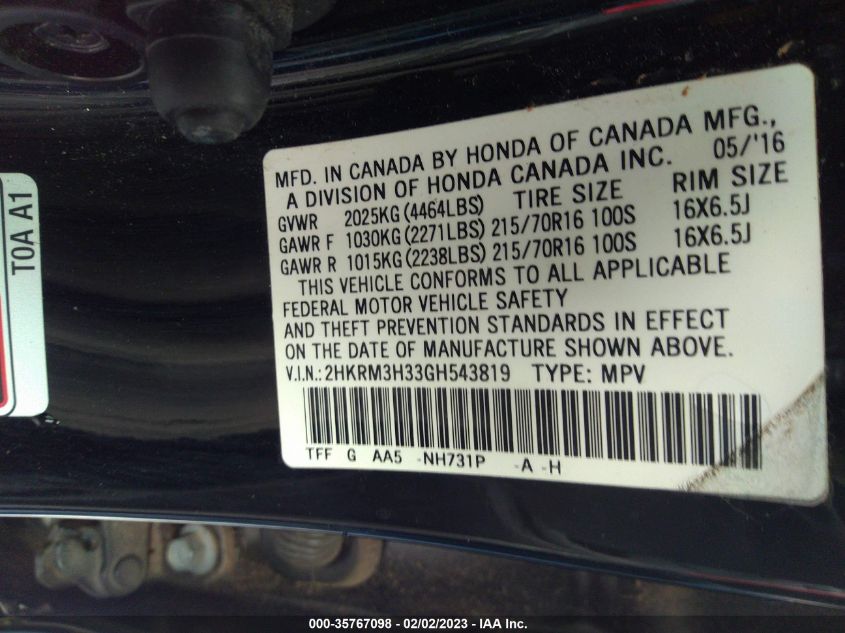 MFD. IN CANADA BY HONDA OF CANADA MFG.,
A DIVISION OF HONDA CANADA INC. 05/'16
GVWR 2025KG (4464LBS) TIRE SIZE RIM SIZE
GAWR F 1030KG (2271LBS) 215/70R16 100S 16X6.5J
GAWR R 1015KG (2238LBS) 215/70R16 100S 16X6.5J
THIS VEHICLE CONFORMS TO ALL APPLICABLE
FEDERAL MOTOR VEHICLE SAFETY
AND THEFT PREVENTION STANDARDS IN EFFECT
ON THE DATE OF MANUFACTURE SHOWN ABOVE.
V.I.N.: 2HKRM3H33GH543819 TYPE: MPV
TFF G AA5 -NH731P -A -H
T0A A1
000-35767098 - 02/02/2023 - IAA Inc.